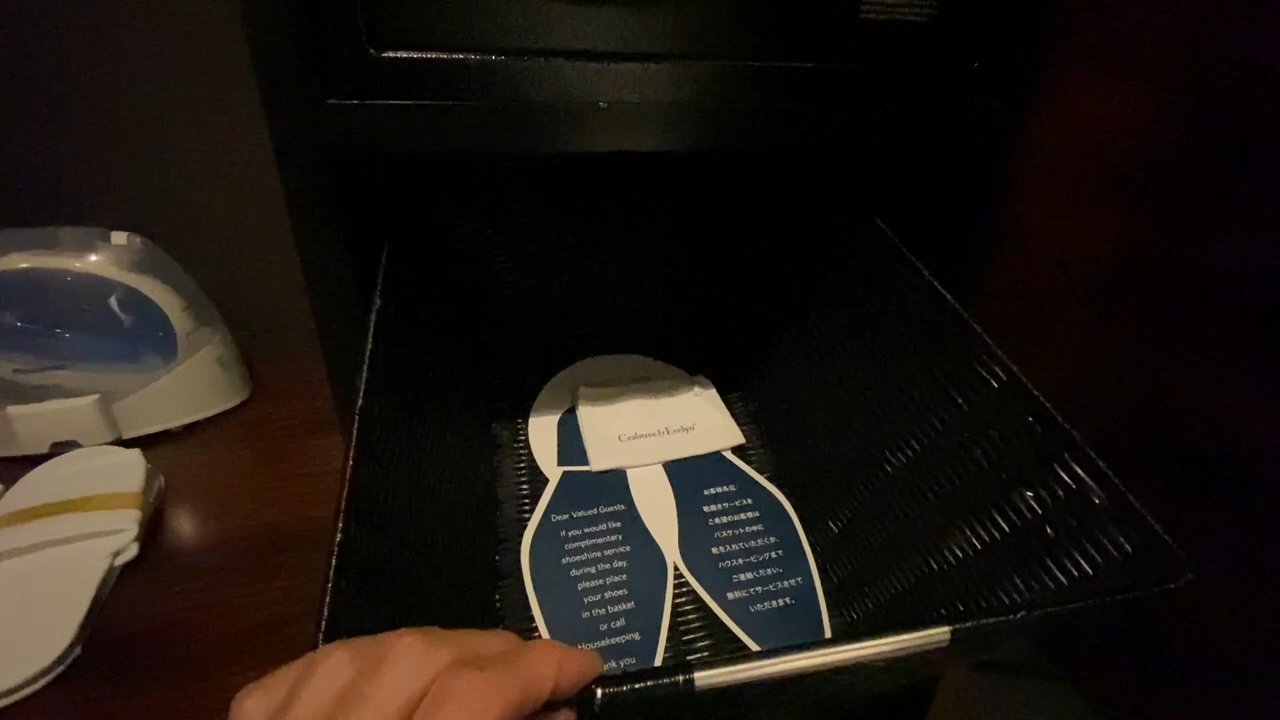 Crabtree & Evelyn
Dear Valued Guests,
if you would like
complimentary
shoeshine service
during the day,
please place
your shoes
in the basket
or call
Housekeeping.
ank you
お客様各位
靴磨きサービスを
ご希望のお客様は
バスケットの中に
靴を入れていただくか、
ハウスキーピングまで
ご連絡ください。
無料にてサービスさせて
いただきます。